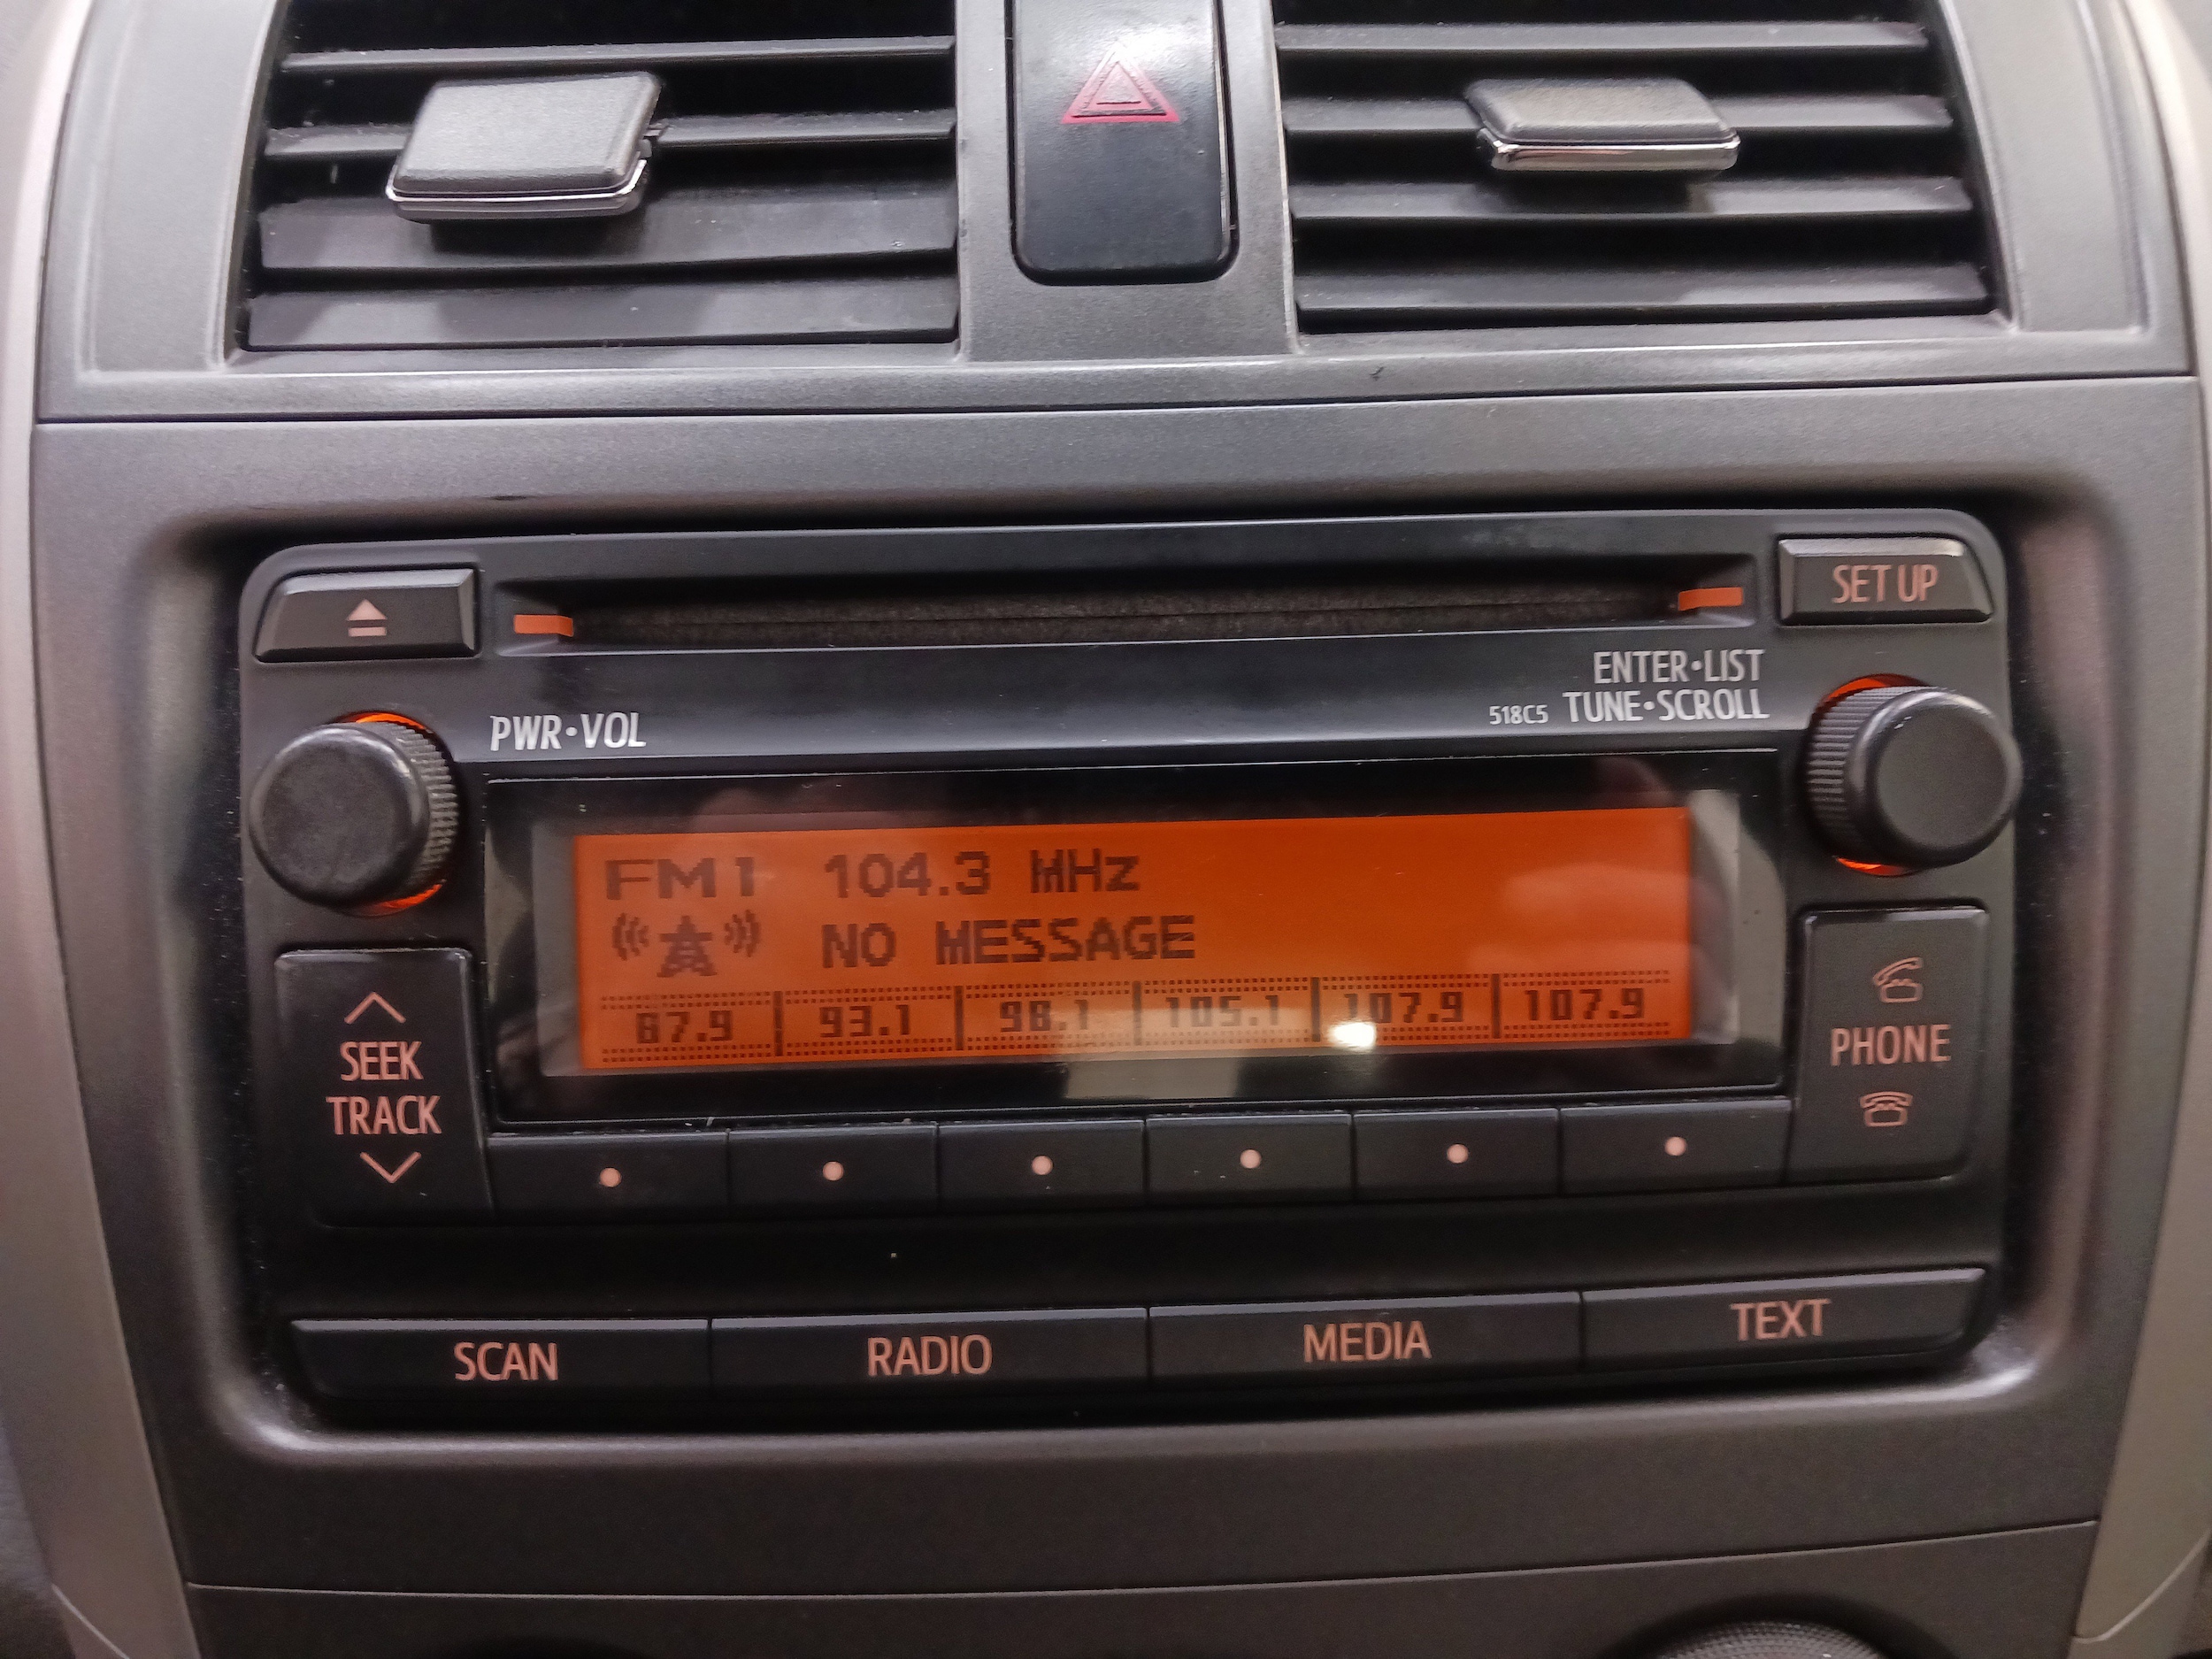 SET UP
ENTER•LIST
518C5 TUNE•SCROLL
PWR•VOL
FM1 104.3 MHz
NO MESSAGE
87.9 93.1 98.1 105.1 107.9 107.9
SEEK
TRACK
PHONE
SCAN RADIO MEDIA TEXT